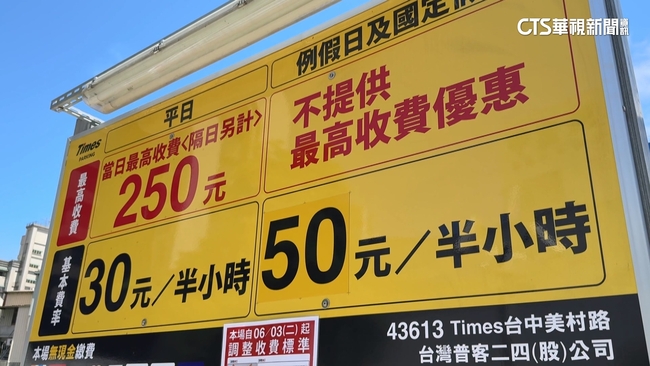 CTS華視新聞資訊
平日
例假日及國定
Times
PARKING
最高收費
當日最高收費<隔日另計>
250元
不提供
最高收費優惠
基本費率
30元/半小時
50元/半小時
本場無現金繳費
本場自06/03(二)起
調整收費標準
43613 Times台中美村路
台灣普客二四(股)公司